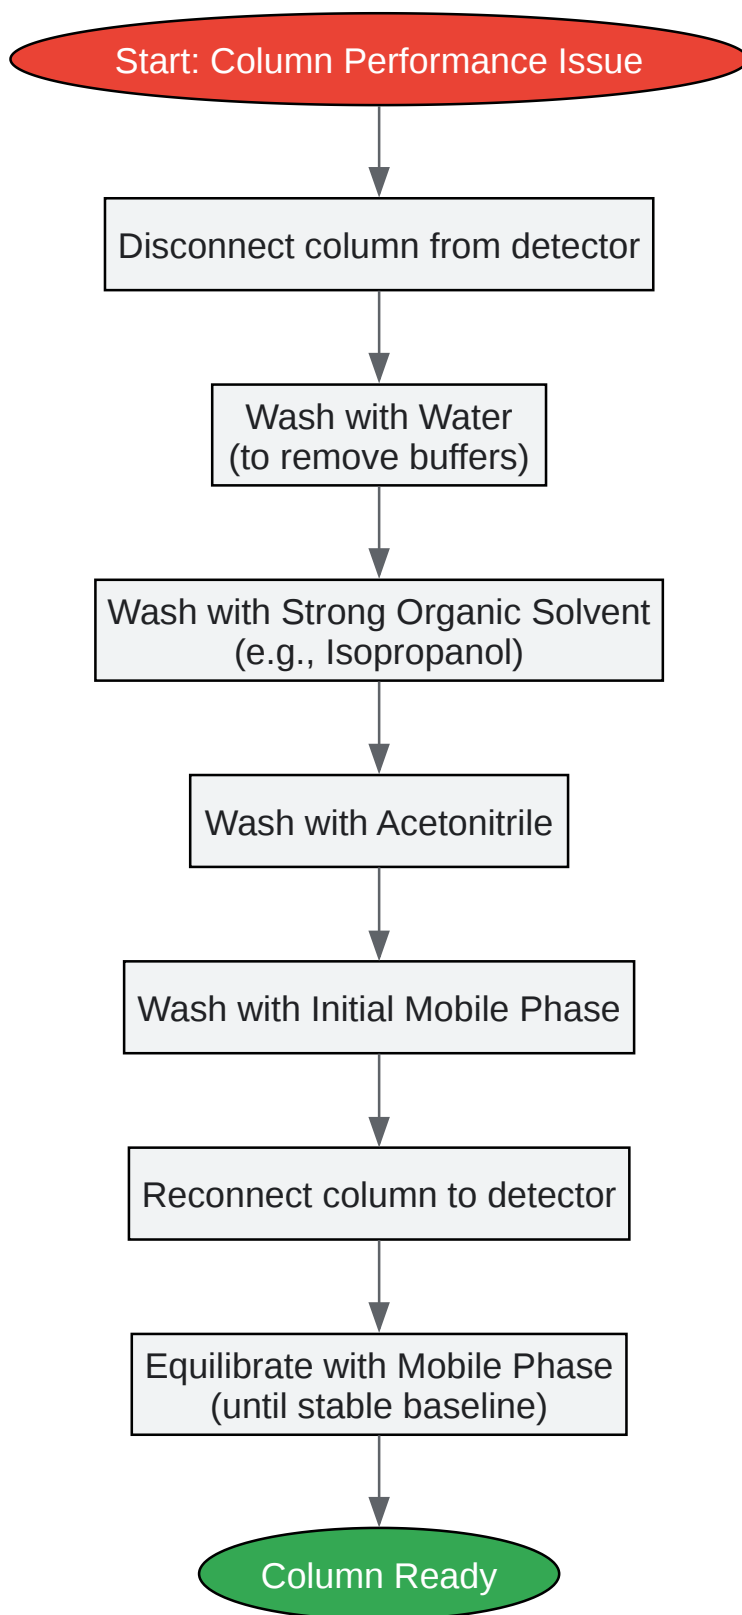 Start: Column Performance Issue
Disconnect column from detector
Wash with Water
(to remove buffers)
Wash with Strong Organic Solvent
(e.g., Isopropanol)
Wash with Acetonitrile
Wash with Initial Mobile Phase
Reconnect column to detector
Equilibrate with Mobile Phase
(until stable baseline)
Column Ready